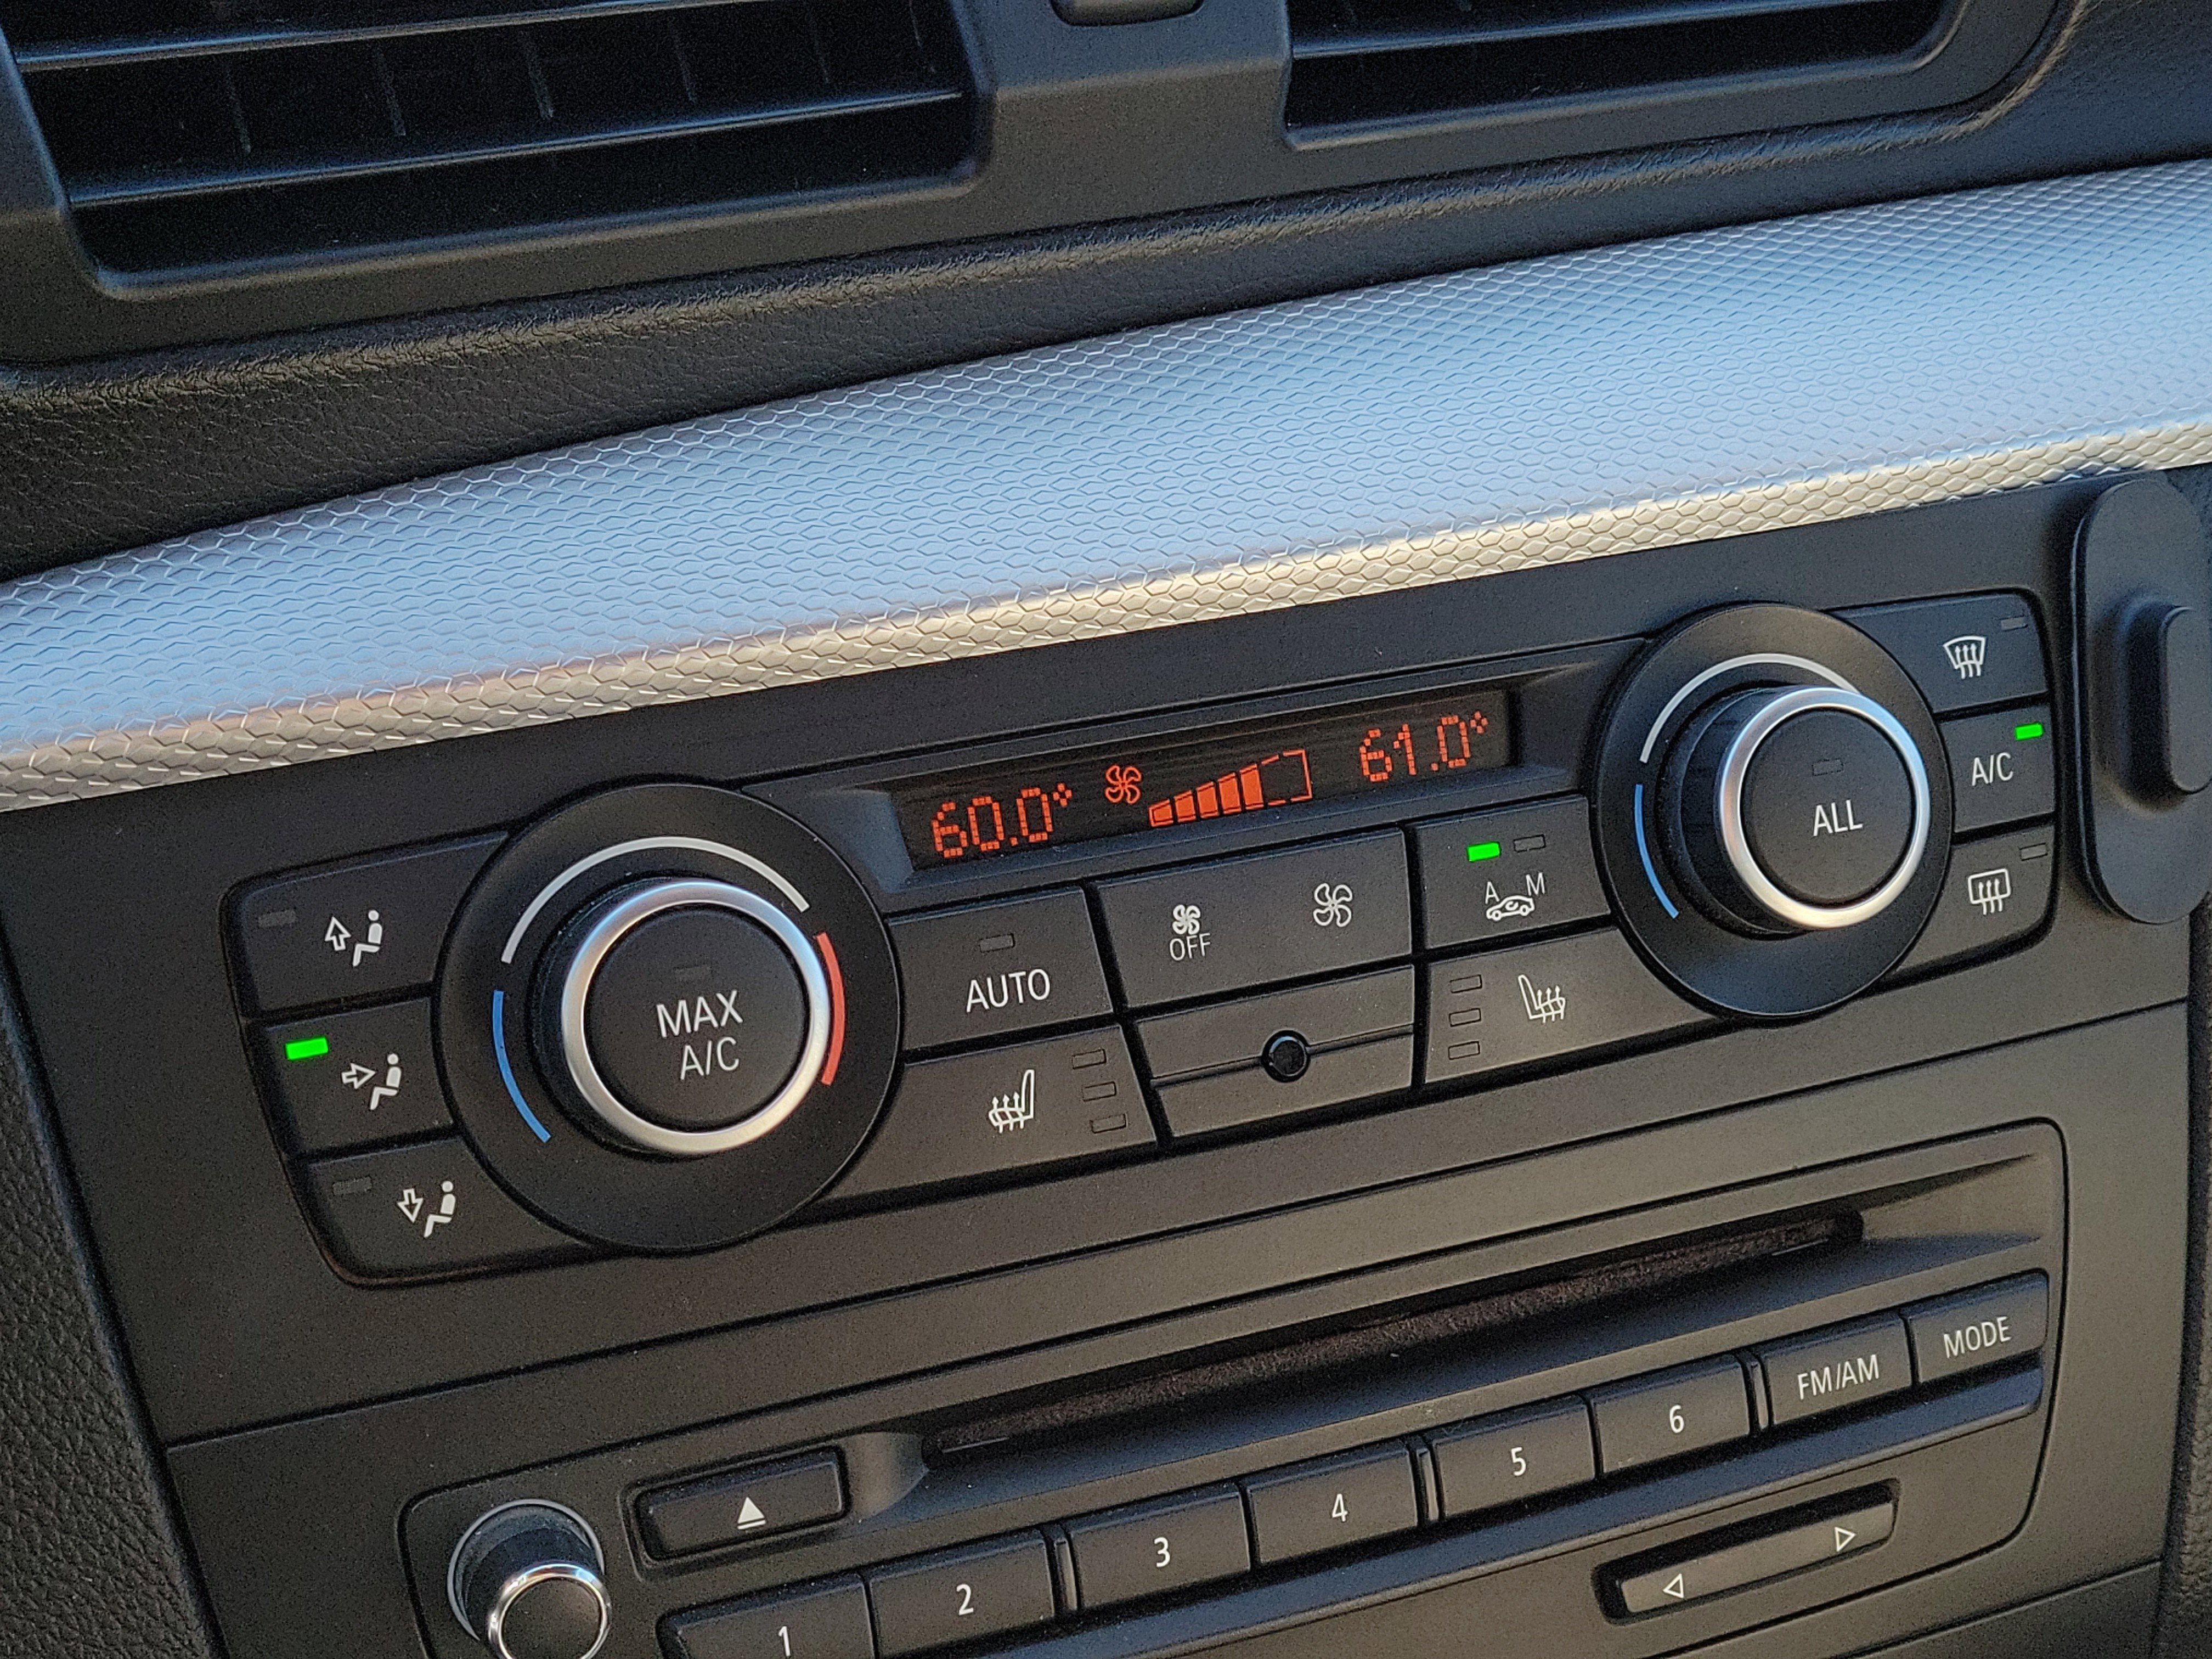 60.0°
61.0°
ALL
A/C
A M
OFF
AUTO
MAX
A/C
MODE
FM/AM
1
2
3
4
5
6